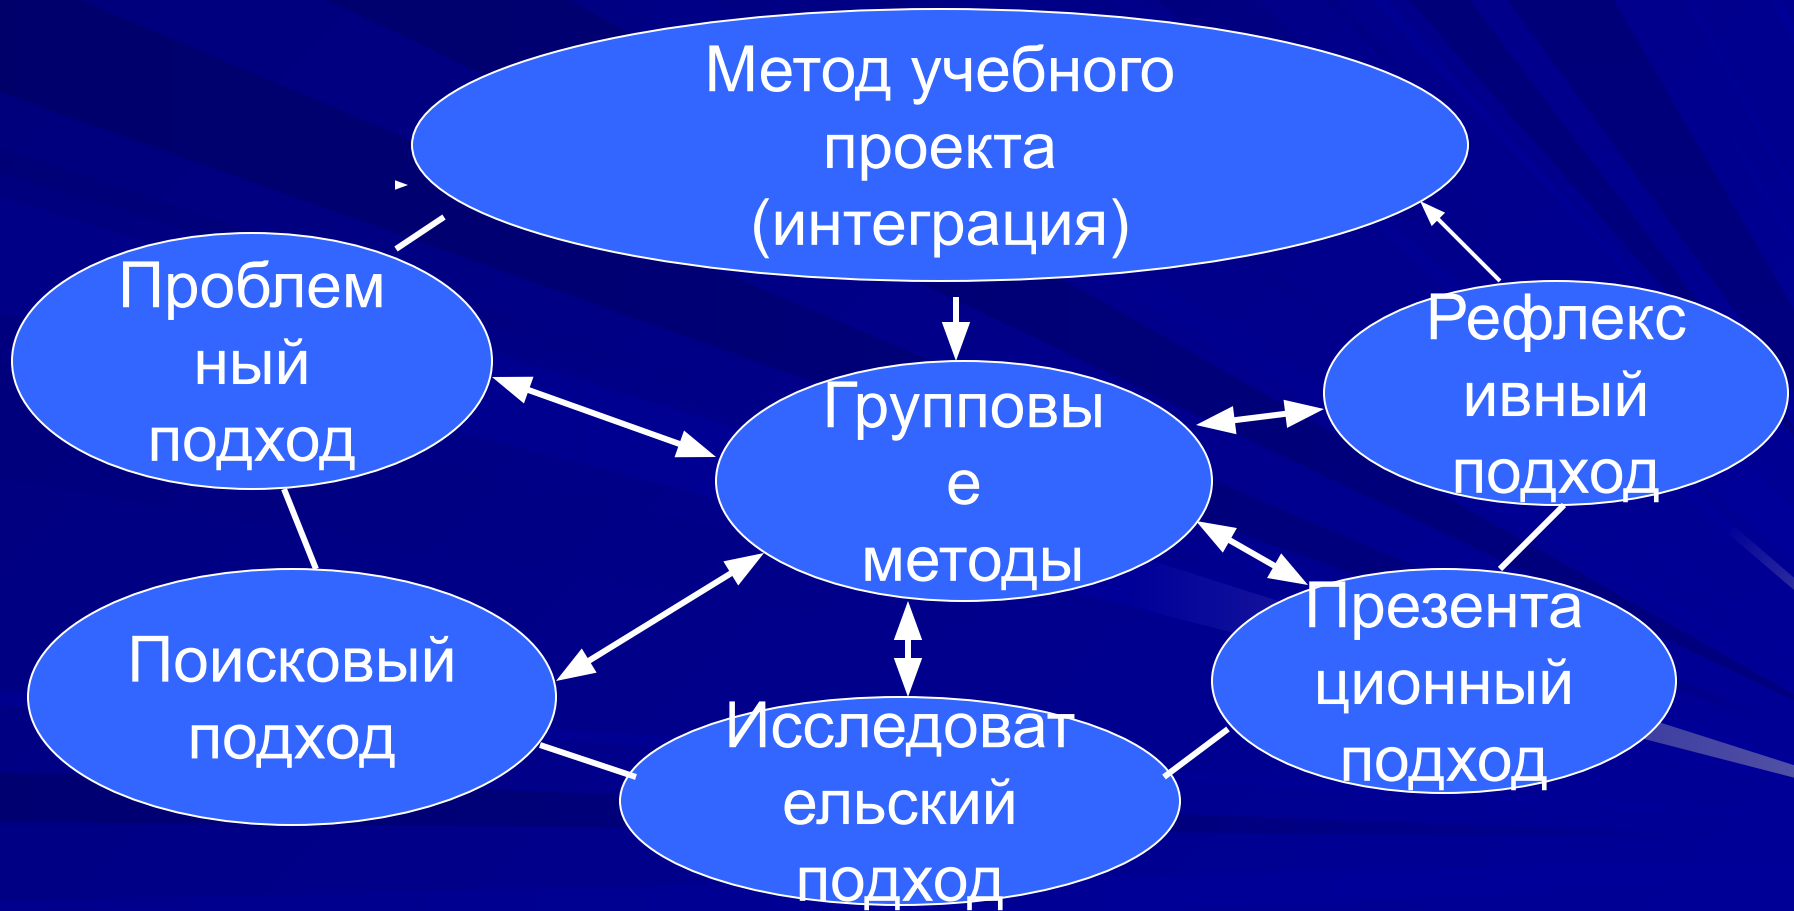 Метод учебного
проекта
(интеграция)
Проблем
ный
подход
Рефлекс
ивный
подход
Групповы
е
методы
Поисковый
подход
Презента
ционный
подход
Исследоват
ельский
подход